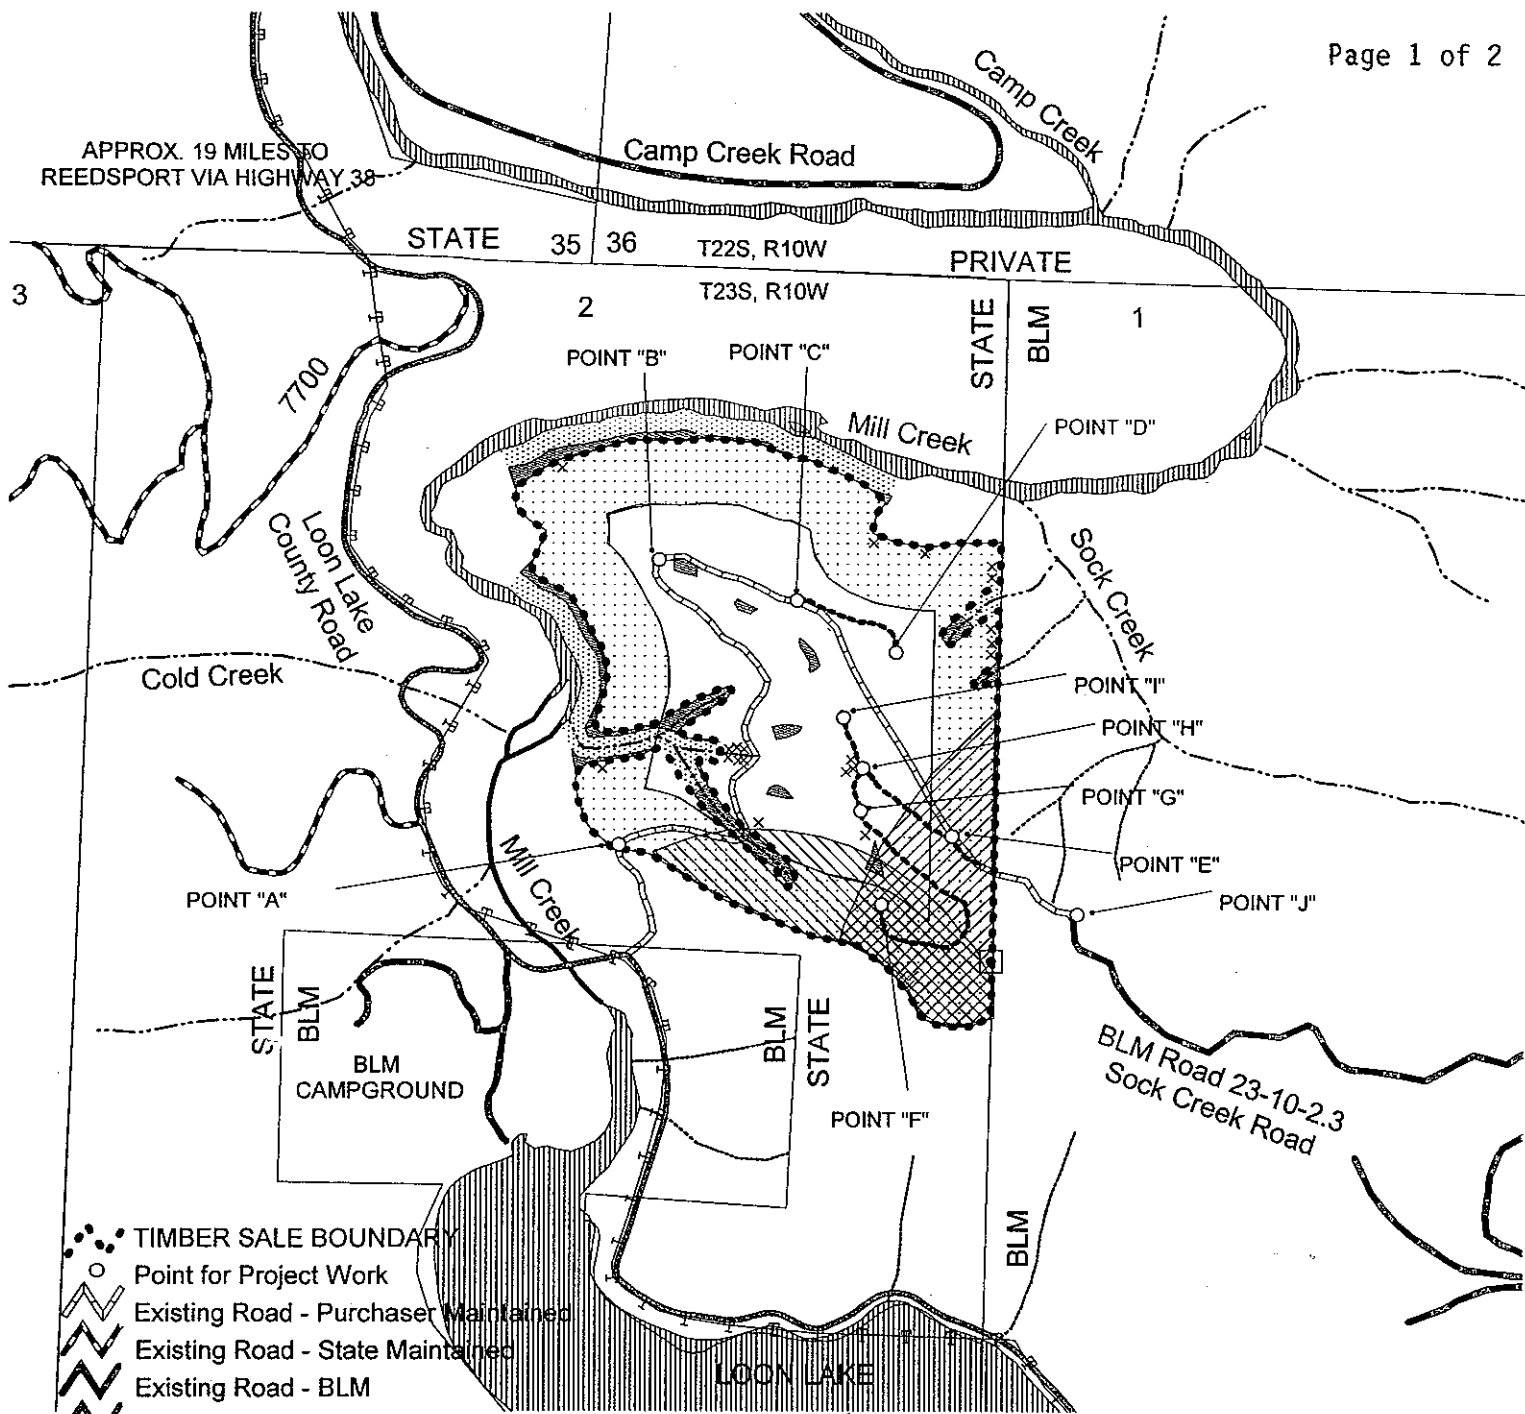 Page 1 of 2
Camp Creek
APPROX. 19 MILES TO
REEDSPORT VIA HIGHWAY 38
Camp Creek Road
STATE
35
36
T22S, R10W
PRIVATE
3
2
T23S, R10W
STATE
BLM
1
POINT "B"
POINT "C"
7700
Mill Creek
POINT "D"
Loon Lake
County Road
Sock Creek
Cold Creek
POINT "I"
POINT "H"
POINT "G"
Mill Creek
POINT "E"
POINT "A"
POINT "J"
STATE
BLM
BLM
STATE
BLM
CAMPGROUND
BLM Road 23-10-2.3
Sock Creek Road
POINT "F"
BLM
TIMBER SALE BOUNDARY
Point for Project Work
Existing Road - Purchaser Maintained
Existing Road - State Maintained
Existing Road - BLM
LOON LAKE